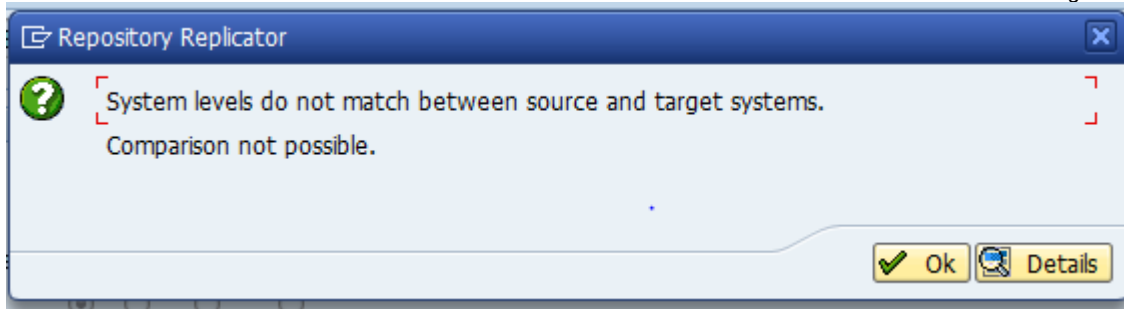 Repository Replicator
System levels do not match between source and target systems.
Comparison not possible.
Ok Details